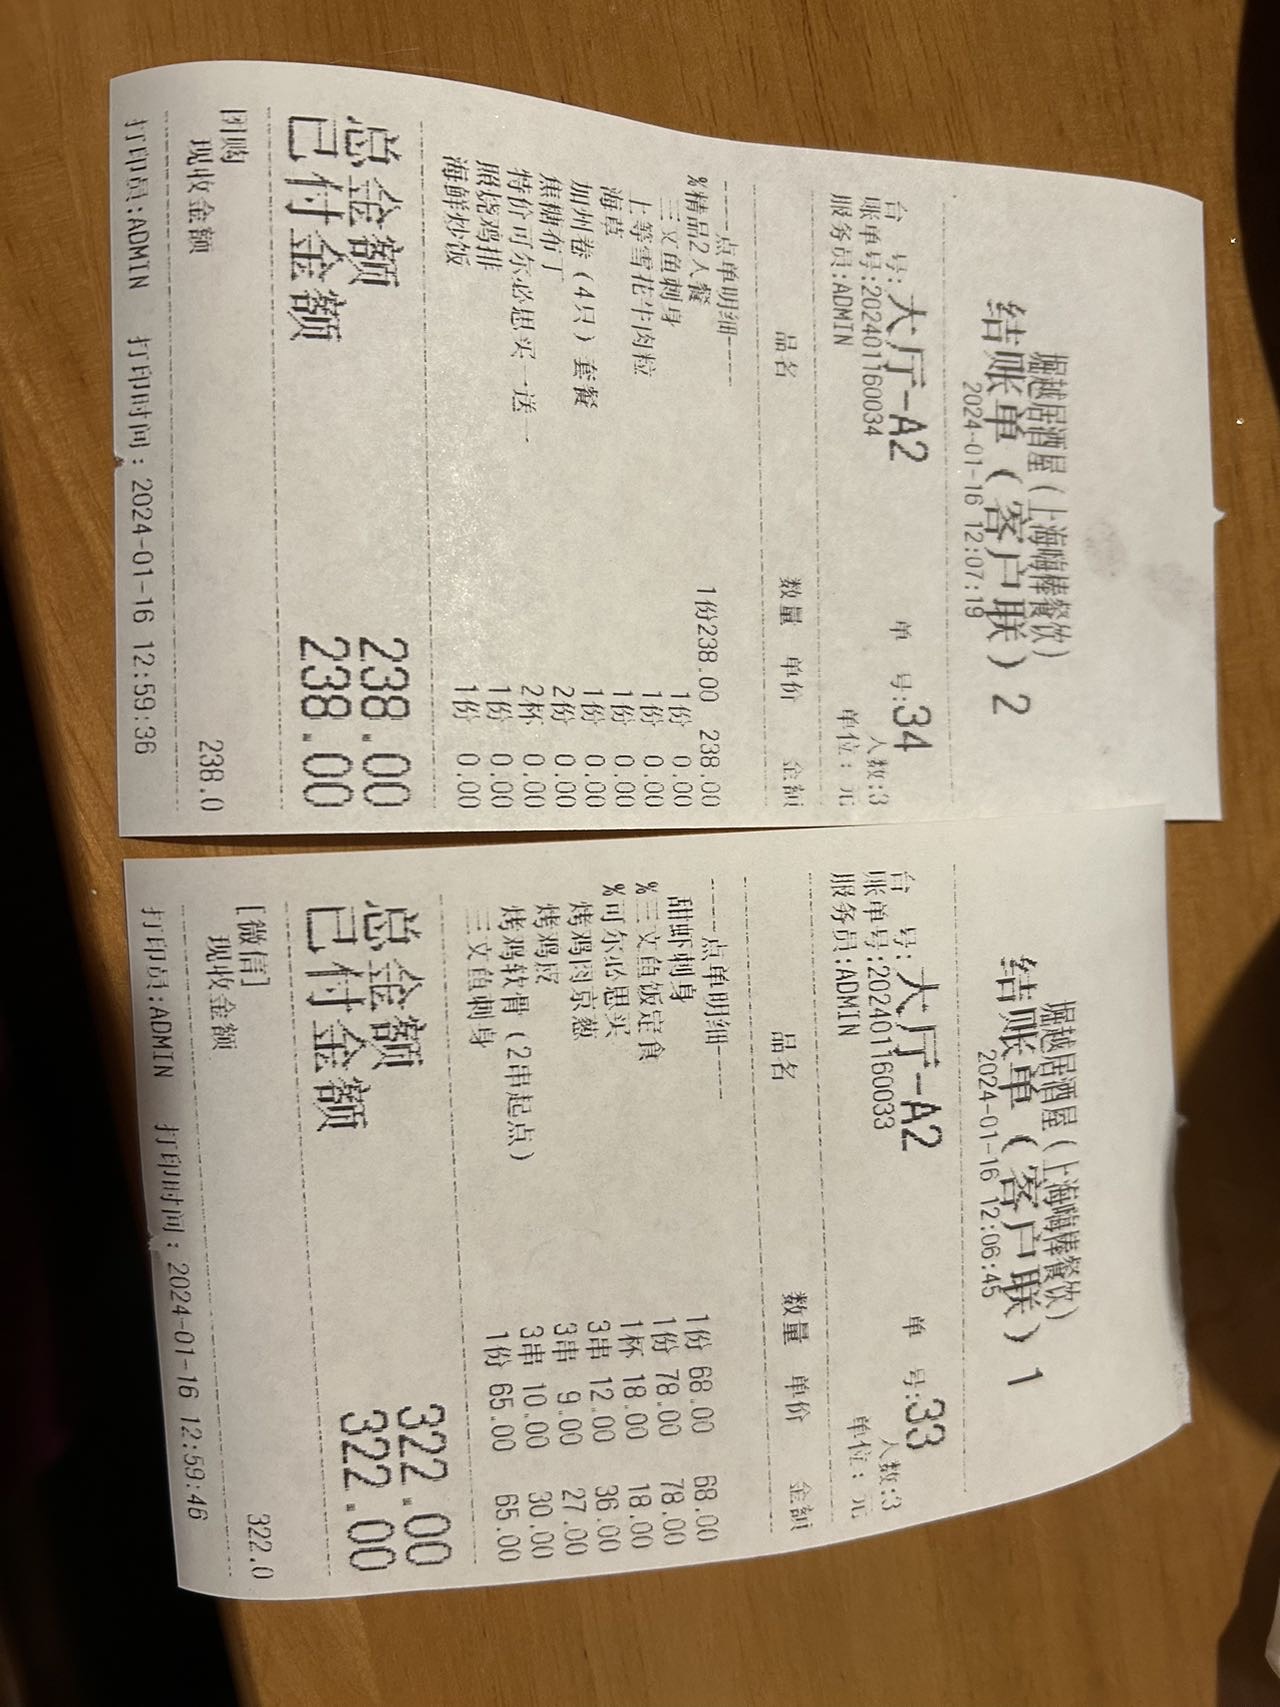 堀越居酒屋(上海嗨棒餐饮)
结账单(客户联)2
2024-01-16 12:07:19
台 号:大厅-A2 单 号:34
账单号:202401160034 人数:3
服务员:ADMIN 单位:元
品名 数量 单价 金额
----点单明细----
%精品2人餐 1份238.00 238.00
三文鱼刺身 1份 0.00
上等雪花牛肉粒 1份 0.00
海草 1份 0.00
加州卷(4只)套餐 1份 0.00
焦糖布丁 2份 0.00
特价可尔必思买一送一 2杯 0.00
照烧鸡排 1份 0.00
海鲜炒饭 1份 0.00
总金额 238.00
已付金额 238.00
团购
现收金额 238.0
打印员:ADMIN 打印时间:2024-01-16 12:59:36
堀越居酒屋(上海嗨棒餐饮)
结账单(客户联)1
2024-01-16 12:06:45
台 号:大厅-A2 单 号:33
账单号:202401160033 人数:3
服务员:ADMIN 单位:元
品名 数量 单价 金额
----点单明细----
甜虾刺身 1份 68.00 68.00
%三文鱼饭定食 1份 78.00 78.00
%可尔必思买 1杯 18.00 18.00
烤鸡肉京葱 3串 12.00 36.00
烤鸡皮 3串 9.00 27.00
烤鸡软骨(2串起点) 3串 10.00 30.00
三文鱼刺身 1份 65.00 65.00
总金额 322.00
已付金额 322.00
[微信]
现收金额 322.0
打印员:ADMIN 打印时间:2024-01-16 12:59:46